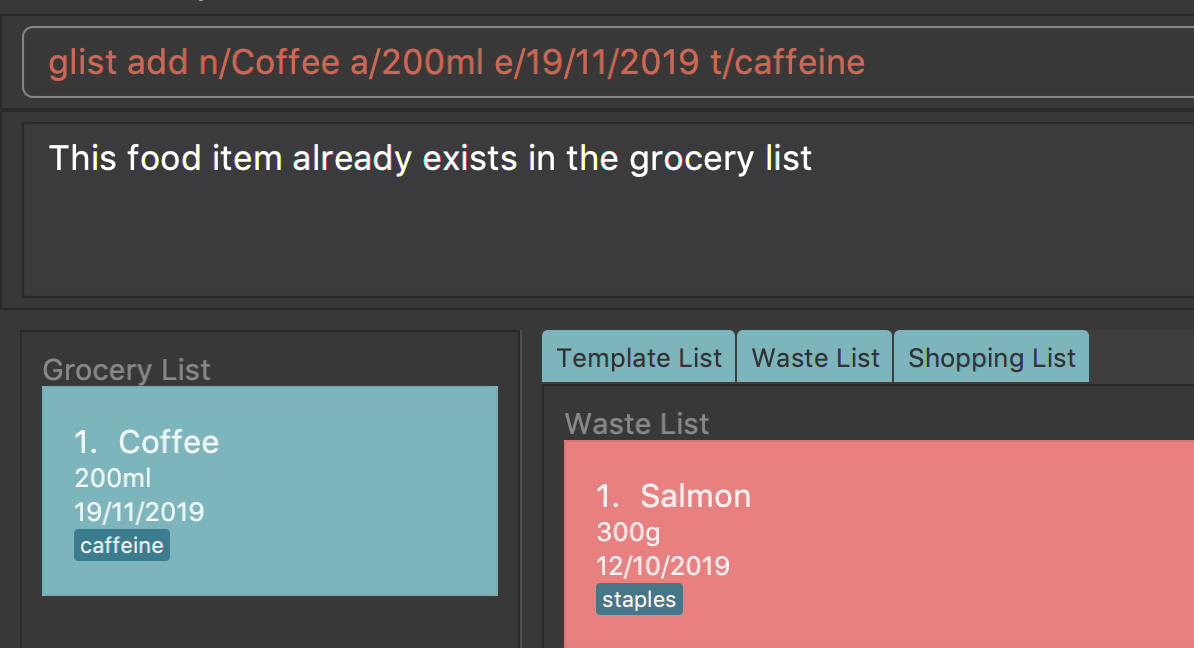 glist add n/Coffee a/200ml e/19/11/2019 t/caffeine
This food item already exists in the grocery list
Grocery List
1. Coffee
200ml
19/11/2019
caffeine
Template List
Waste List
Shopping List
Waste List
1. Salmon
300g
12/10/2019
staples